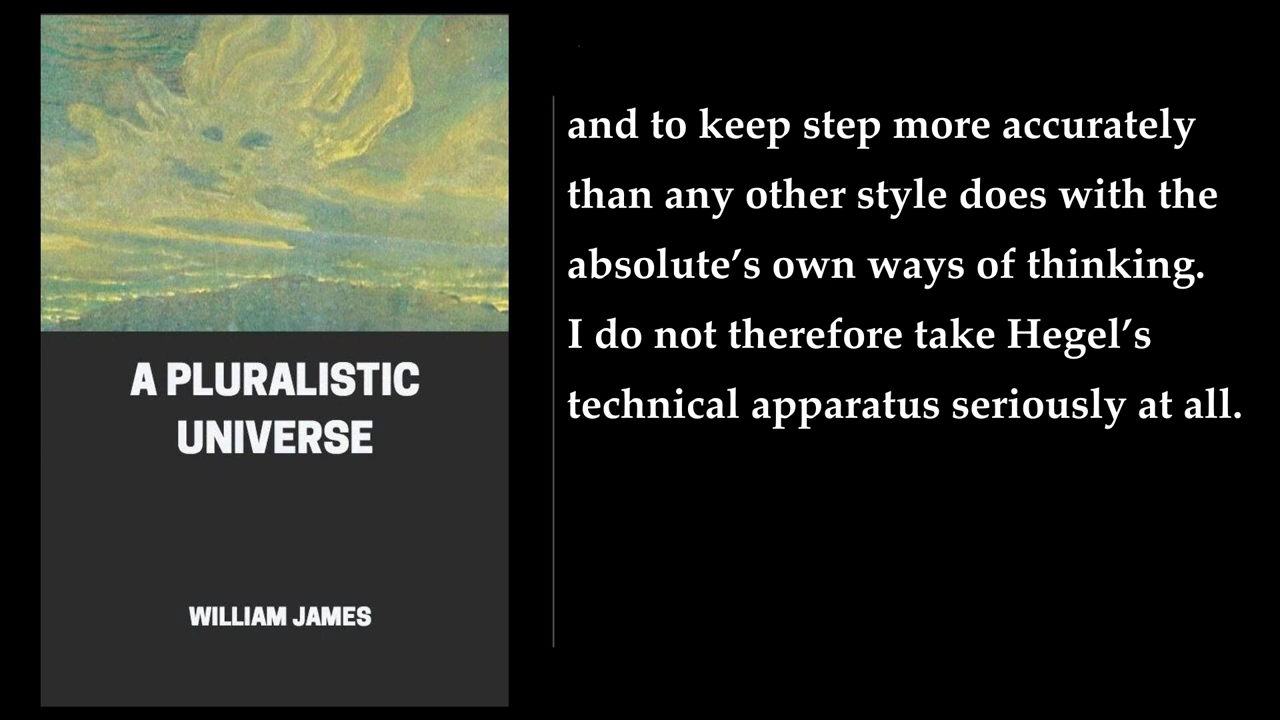 A PLURALISTIC
UNIVERSE
WILLIAM JAMES
and to keep step more accurately
than any other style does with the
absolute’s own ways of thinking.
I do not therefore take Hegel’s
technical apparatus seriously at all.